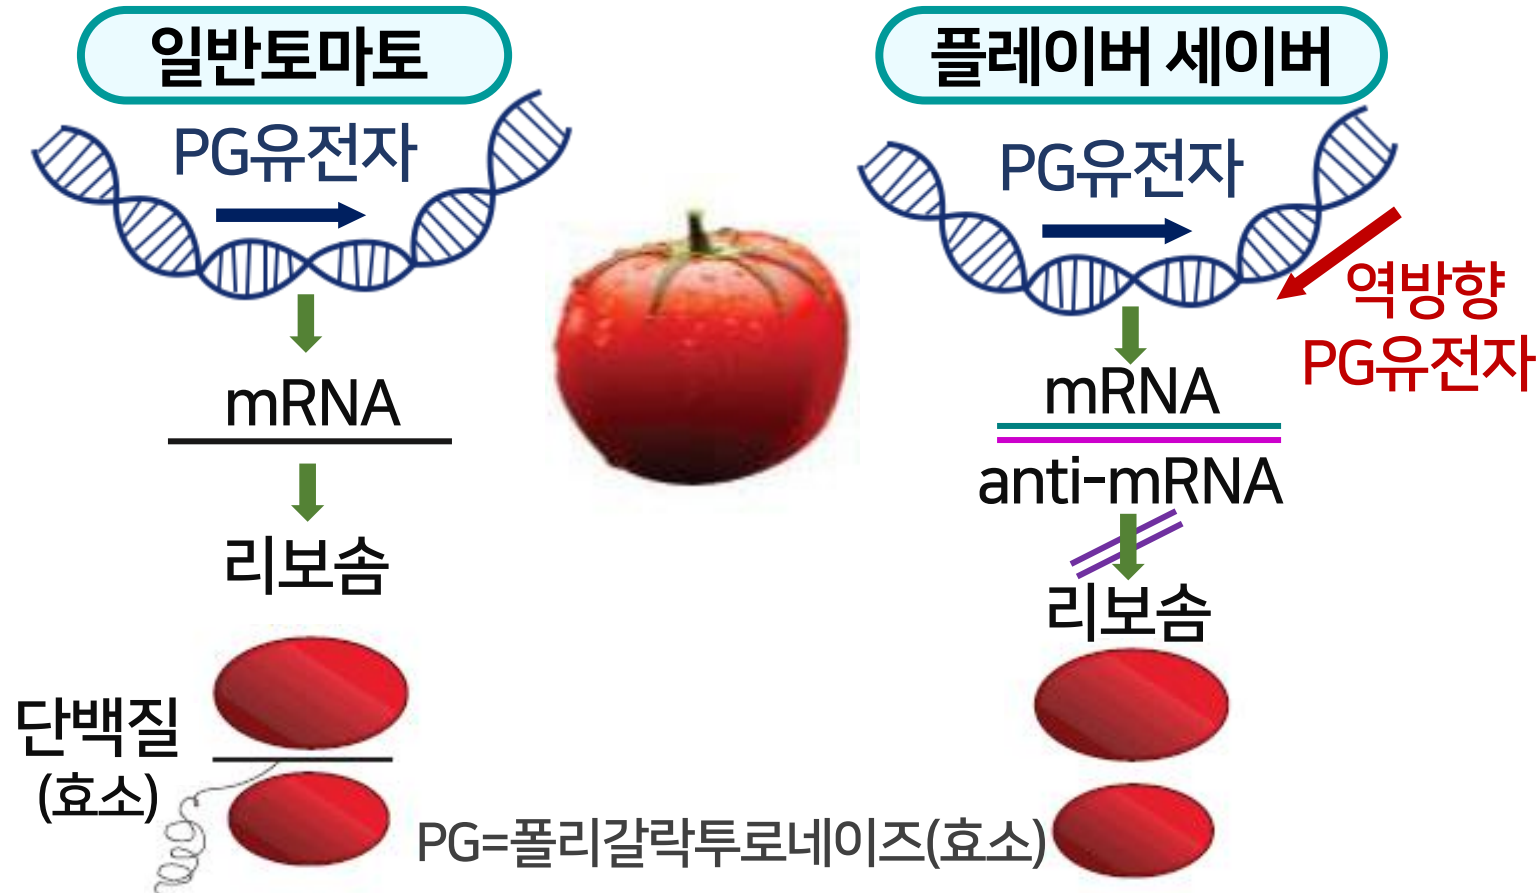 일반토마토
PG유전자
mRNA
리보솜
단백질
(효소)
플레이버 세이버
PG유전자
역방향
PG유전자
mRNA
anti-mRNA
리보솜
PG=폴리갈락투로네이즈(효소)